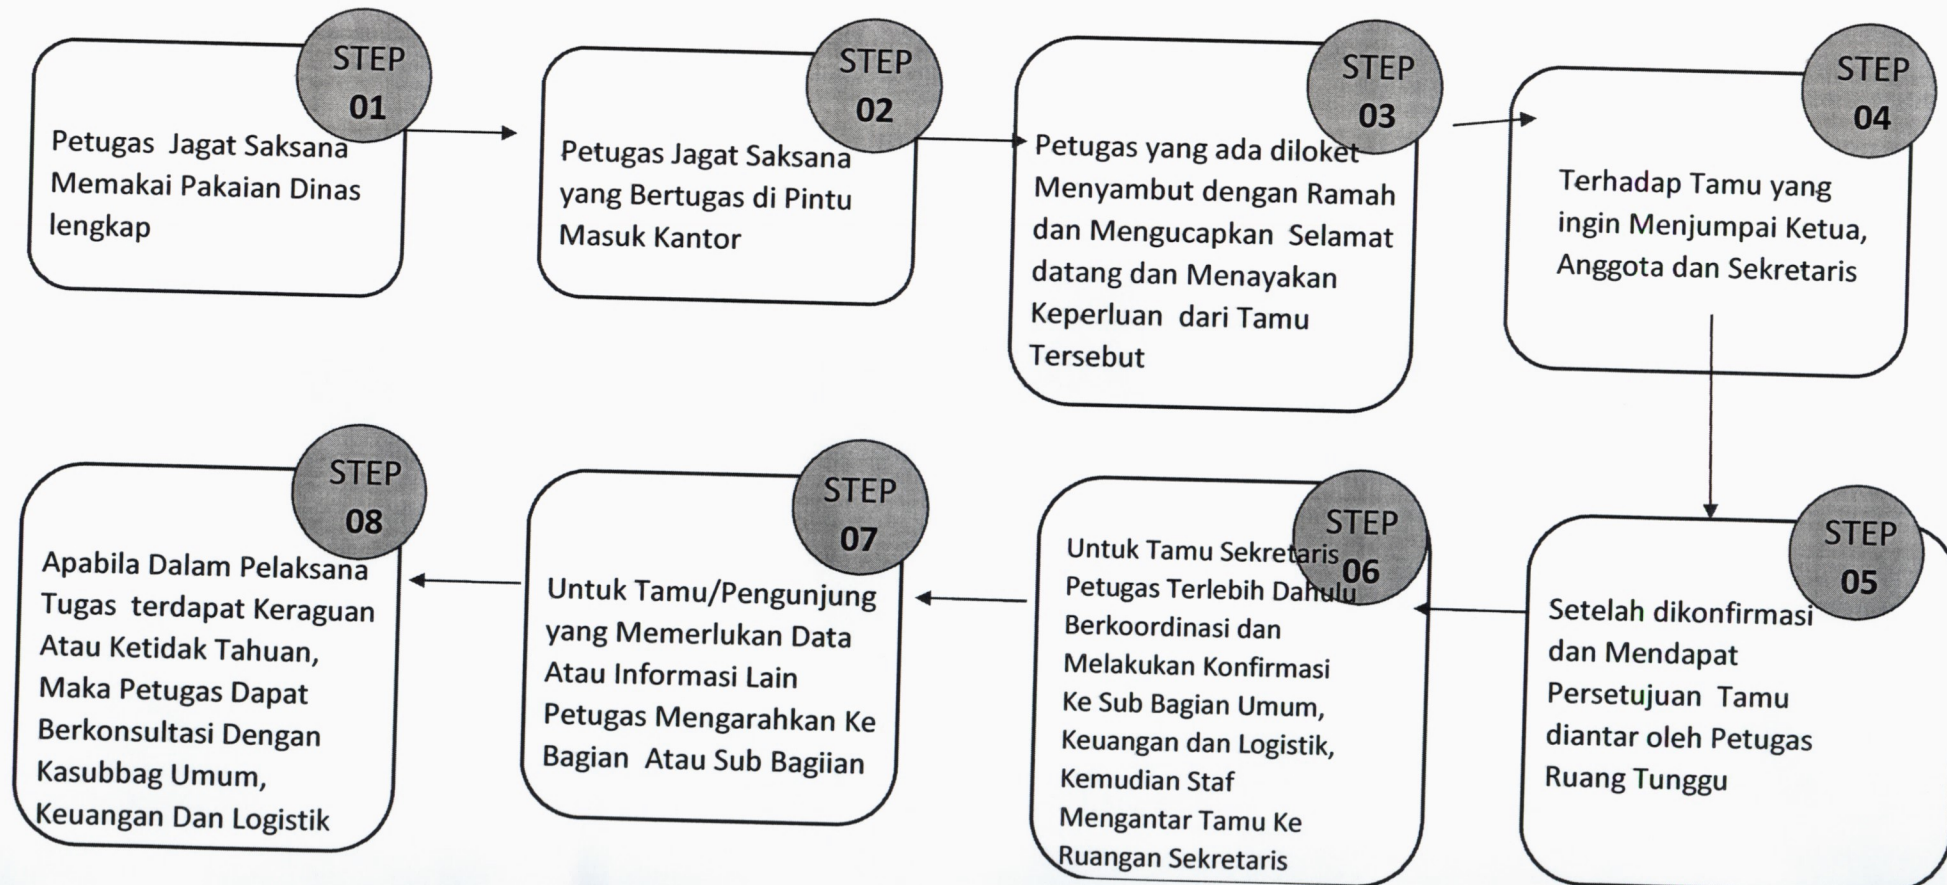 STEP
01
Petugas Jagat Saksana
Memakai Pakaian Dinas
lengkap
STEP
02
Petugas Jagat Saksana
yang Bertugas di Pintu
Masuk Kantor
STEP
03
Petugas yang ada diloket
Menyambut dengan Ramah
dan Mengucapkan Selamat
datang dan Menayakan
Keperluan dari Tamu
Tersebut
STEP
04
Terhadap Tamu yang
ingin Menjumpai Ketua,
Anggota dan Sekretaris
STEP
05
Setelah dikonfirmasi
dan Mendapat
Persetujuan Tamu
diantar oleh Petugas
Ruang Tunggu
STEP
06
Untuk Tamu Sekretaris
Petugas Terlebih Dahulu
Berkoordinasi dan
Melakukan Konfirmasi
Ke Sub Bagian Umum,
Keuangan dan Logistik,
Kemudian Staf
Mengantar Tamu Ke
Ruangan Sekretaris
STEP
07
Untuk Tamu/Pengunjung
yang Memerlukan Data
Atau Informasi Lain
Petugas Mengarahkan Ke
Bagian Atau Sub Bagiian
STEP
08
Apabila Dalam Pelaksana
Tugas terdapat Keraguan
Atau Ketidak Tahuan,
Maka Petugas Dapat
Berkonsultasi Dengan
Kasubbag Umum,
Keuangan Dan Logistik